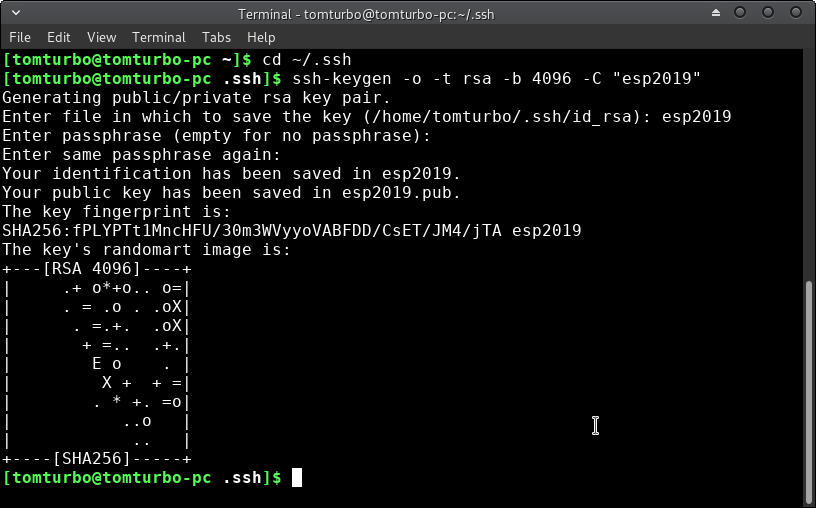 Terminal - tomturbo@tomturbo-pc:~/.ssh
File Edit View Terminal Tabs Help
[tomturbo@tomturbo-pc ~]$ cd ~/.ssh
[tomturbo@tomturbo-pc .ssh]$ ssh-keygen -o -t rsa -b 4096 -C "esp2019"
Generating public/private rsa key pair.
Enter file in which to save the key (/home/tomturbo/.ssh/id_rsa): esp2019
Enter passphrase (empty for no passphrase):
Enter same passphrase again:
Your identification has been saved in esp2019.
Your public key has been saved in esp2019.pub.
The key fingerprint is:
SHA256:fPLYPTt1MncHFU/30m3WVyyoVABFDD/CsET/JM4/jTA esp2019
The key's randomart image is:
+---[RSA 4096]----+
|     .+ o*+o.. o=|
|     . = .o . .oX|
|      . =.+.  .oX|
|       + =..  .+.|
|        E o    . |
|         X +  + =|
|        . * +. =o|
|           ..o   |
|            ..   |
+----[SHA256]-----+
[tomturbo@tomturbo-pc .ssh]$